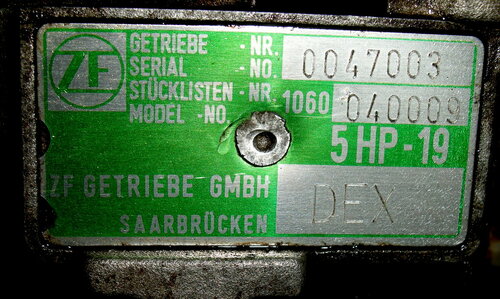 ZF
GETRIEBE -NR. 0047003
SERIAL -NO.
STÜCKLISTEN -NR. 1060 040009
MODEL -NO.
5 HP - 19
ZF GETRIEBE GMBH DEX
SAARBRÜCKEN